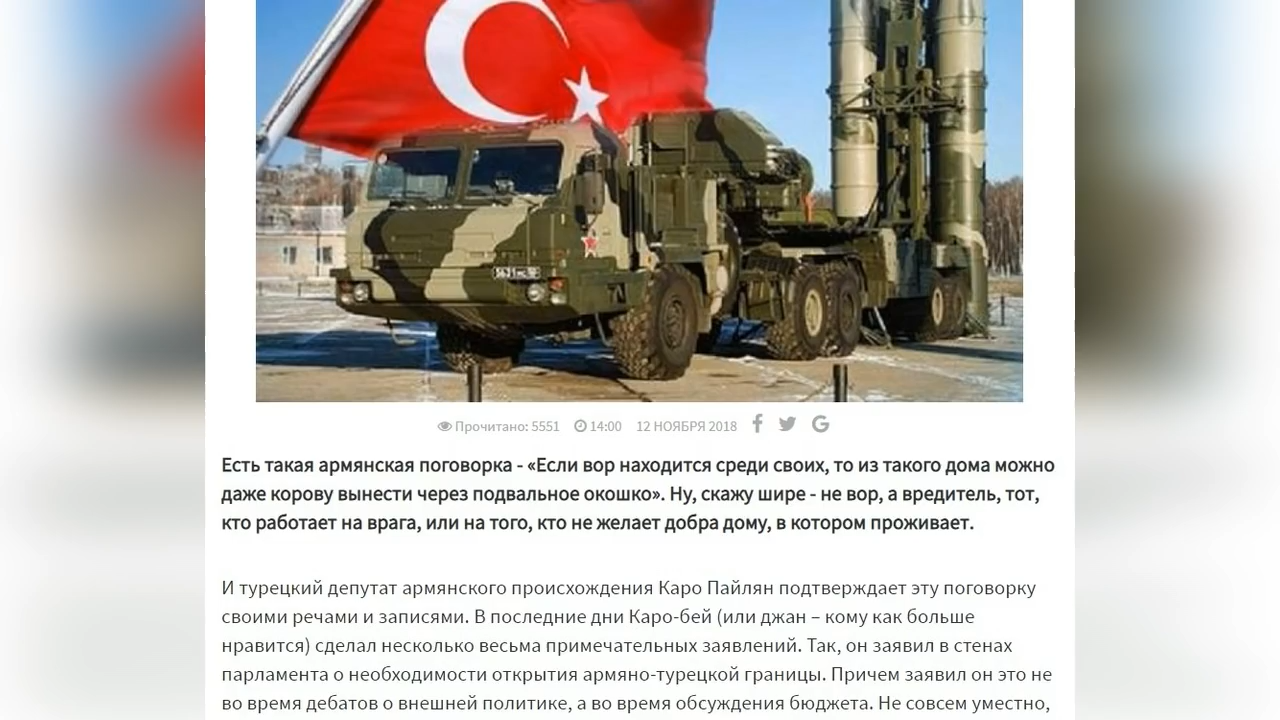 5621
Прочитано: 5551 14:00 12 НОЯБРЯ 2018
Есть такая армянская поговорка - «Если вор находится среди своих, то из такого дома можно
даже корову вынести через подвальное окошко». Ну, скажу шире - не вор, а вредитель, тот,
кто работает на врага, или на того, кто не желает добра дому, в котором проживает.
И турецкий депутат армянского происхождения Каро Пайлян подтверждает эту поговорку
своими речами и записями. В последние дни Каро-бей (или джан – кому как больше
нравится) сделал несколько весьма примечательных заявлений. Так, он заявил в стенах
парламента о необходимости открытия армяно-турецкой границы. Причем заявил он это не
во время дебатов о внешней политике, а во время обсуждения бюджета. Не совсем уместно,